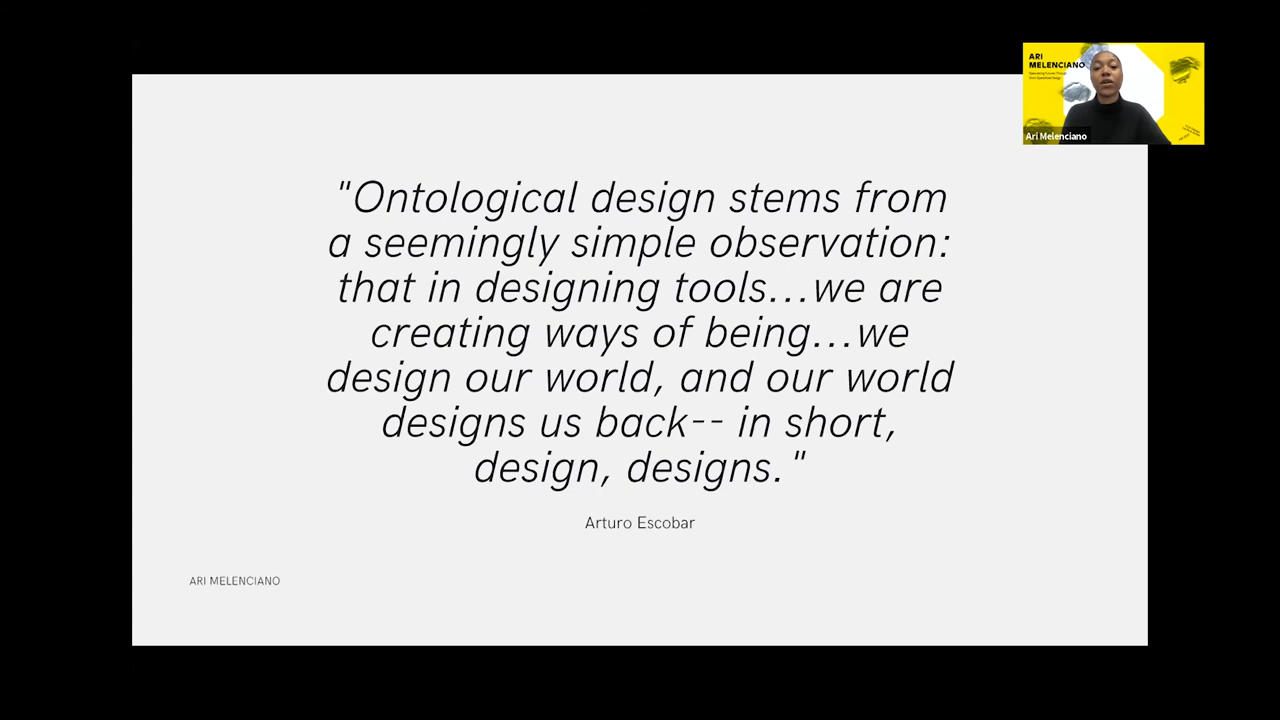 "Ontological design stems from
a seemingly simple observation:
that in designing tools...we are
creating ways of being...we
design our world, and our world
designs us back-- in short,
design, designs."
Arturo Escobar
ARI MELENCIANO
ARI
MELENCIANO
Ari Melenciano